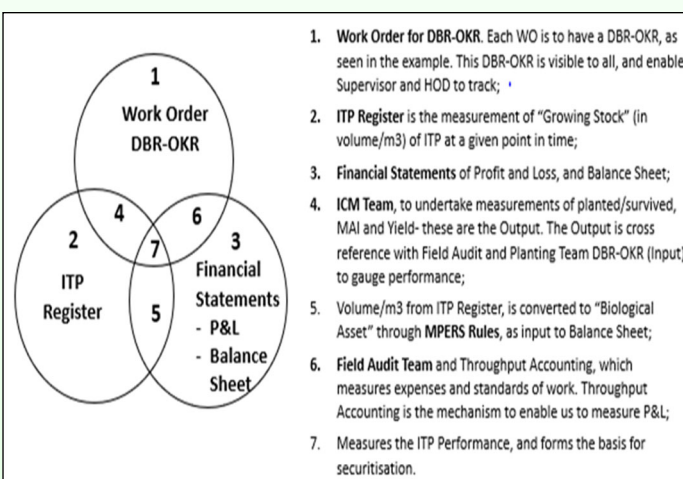 1
Work Order
DBR-OKR
4
6
7
2
ITP
Register
3
Financial
Statements
- P&L
- Balance
Sheet
5
1. Work Order for DBR-OKR. Each WO is to have a DBR-OKR, as
seen in the example. This DBR-OKR is visible to all, and enable
Supervisor and HOD to track;
2. ITP Register is the measurement of “Growing Stock” (in
volume/m3) of ITP at a given point in time;
3. Financial Statements of Profit and Loss, and Balance Sheet;
4. ICM Team, to undertake measurements of planted/survived,
MAI and Yield- these are the Output. The Output is cross
reference with Field Audit and Planting Team DBR-OKR (Input)
to gauge performance;
5. Volume/m3 from ITP Register, is converted to “Biological
Asset” through MPERS Rules, as input to Balance Sheet;
6. Field Audit Team and Throughput Accounting, which
measures expenses and standards of work. Throughput
Accounting is the mechanism to enable us to measure P&L;
7. Measures the ITP Performance, and forms the basis for
securitisation.